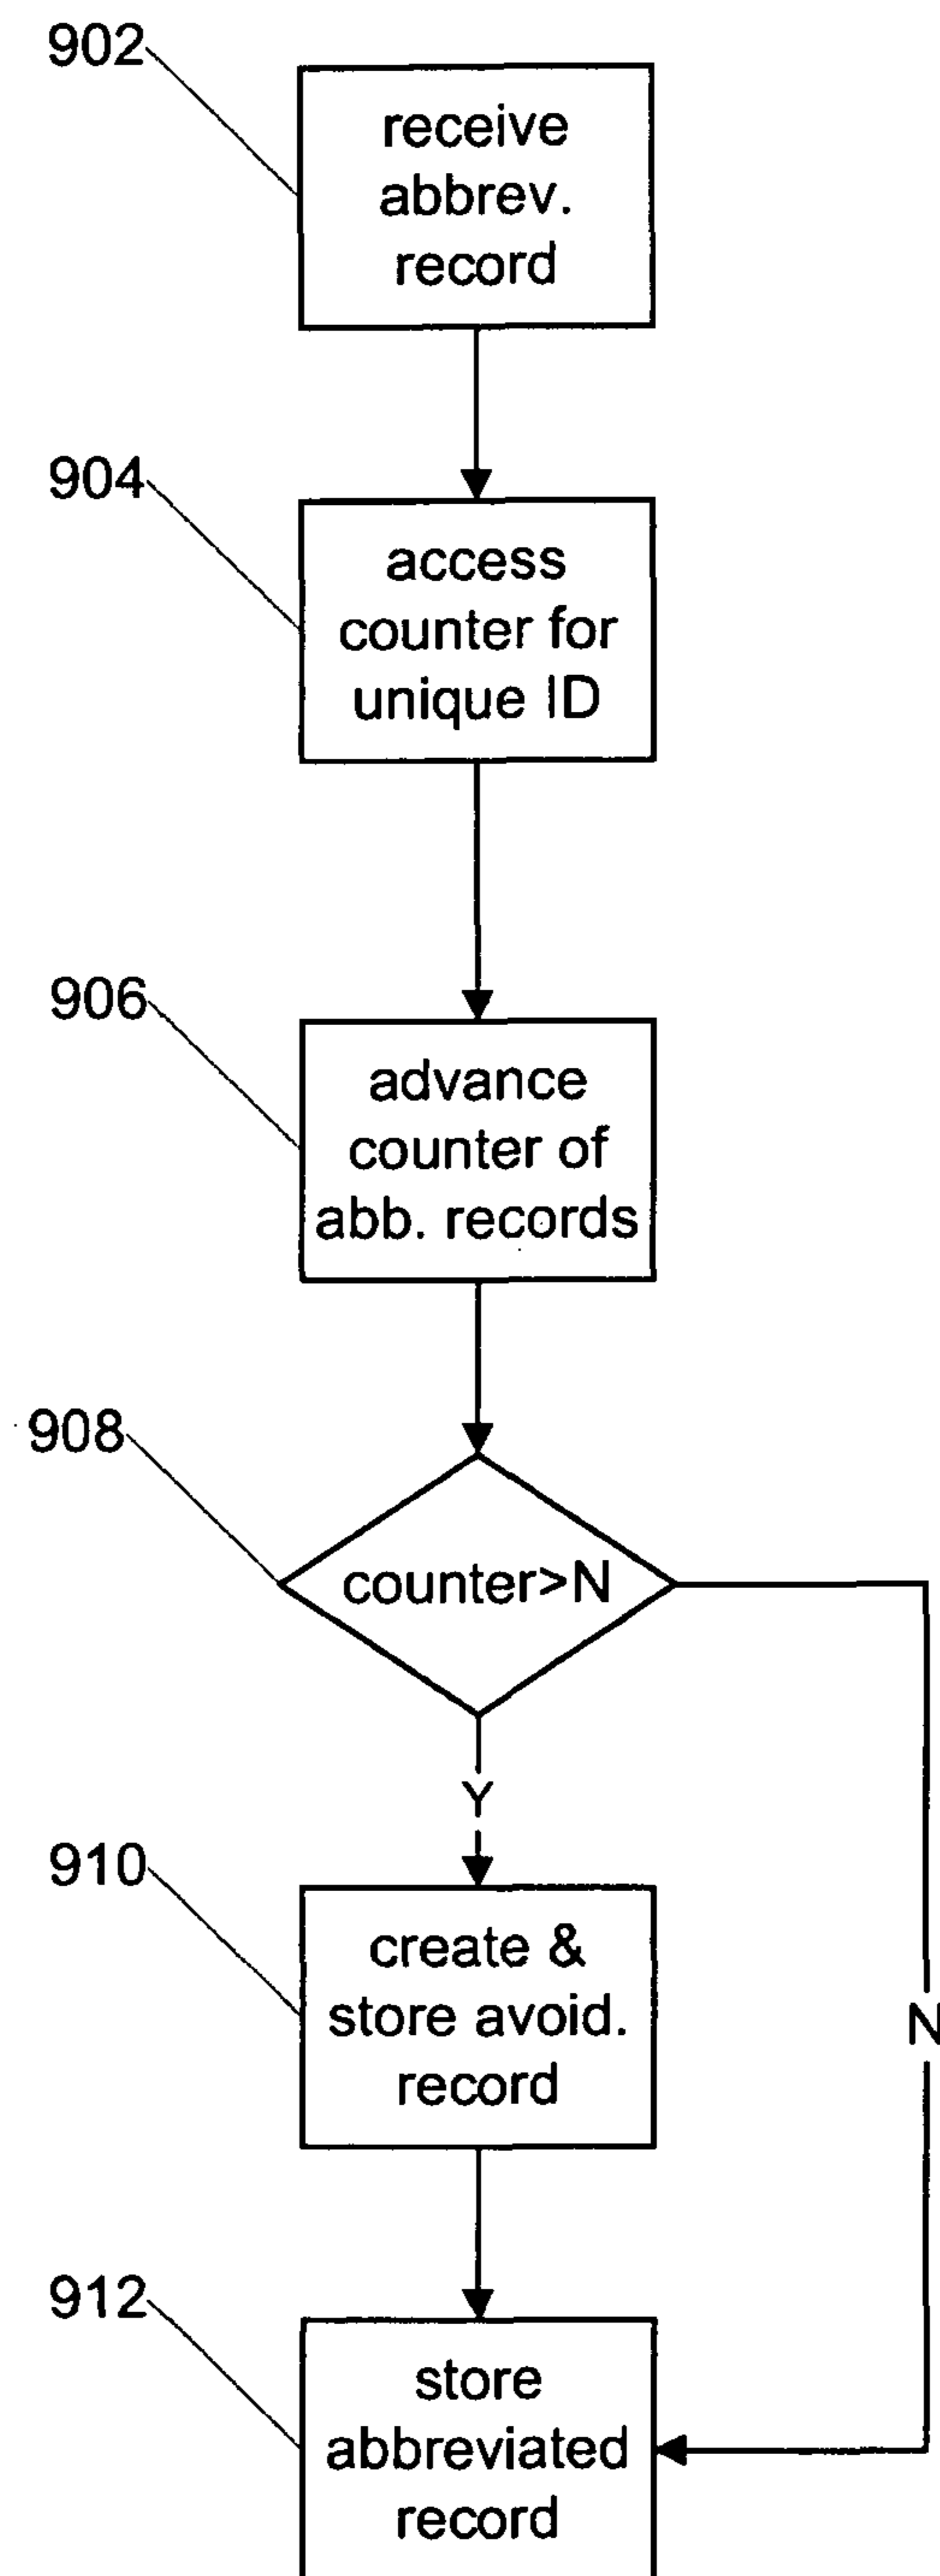 902
receive
abbrev.
record
904
access
counter for
unique ID
906
advance
counter of
abb. records
908
counter>N
Y
910
create &
store avoid.
record
N
912
store
abbreviated
record